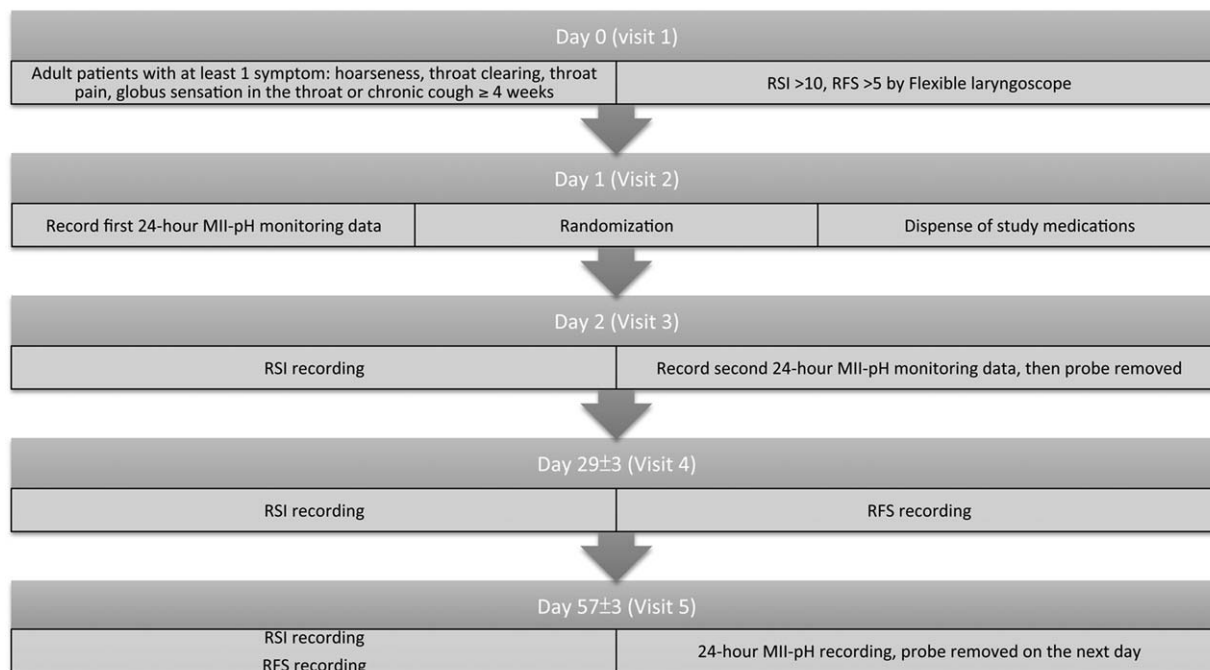 Day 0 (visit 1)
Adult patients with at least 1 symptom: hoarseness, throat clearing, throat
pain, globus sensation in the throat or chronic cough ≥ 4 weeks
RSI >10, RFS >5 by Flexible laryngoscope
Day 1 (Visit 2)
Record first 24-hour MII-pH monitoring data
Randomization
Dispense of study medications
Day 2 (Visit 3)
RSI recording
Record second 24-hour MII-pH monitoring data, then probe removed
Day 29±3 (Visit 4)
RSI recording
RFS recording
Day 57±3 (Visit 5)
RSI recording
RFS recording
24-hour MII-pH recording, probe removed on the next day